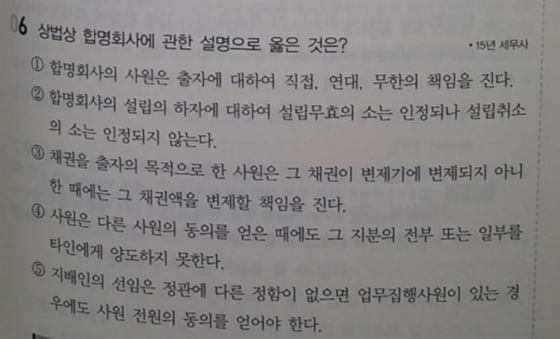 06 상법상 합명회사에 관한 설명으로 옳은 것은? • 15년 세무사
① 합명회사의 사원은 출자에 대하여 직접, 연대, 무한의 책임을 진다.
② 합명회사의 설립의 하자에 대하여 설립무효의 소는 인정되나 설립취소
의 소는 인정되지 않는다.
③ 채권을 출자의 목적으로 한 사원은 그 채권이 변제기에 변제되지 아니
한 때에는 그 채권액을 변제할 책임을 진다.
④ 사원은 다른 사원의 동의를 얻은 때에도 그 지분의 전부 또는 일부를
타인에게 양도하지 못한다.
⑤ 지배인의 선임은 정관에 다른 정함이 없으면 업무집행사원이 있는 경
우에도 사원 전원의 동의를 얻어야 한다.